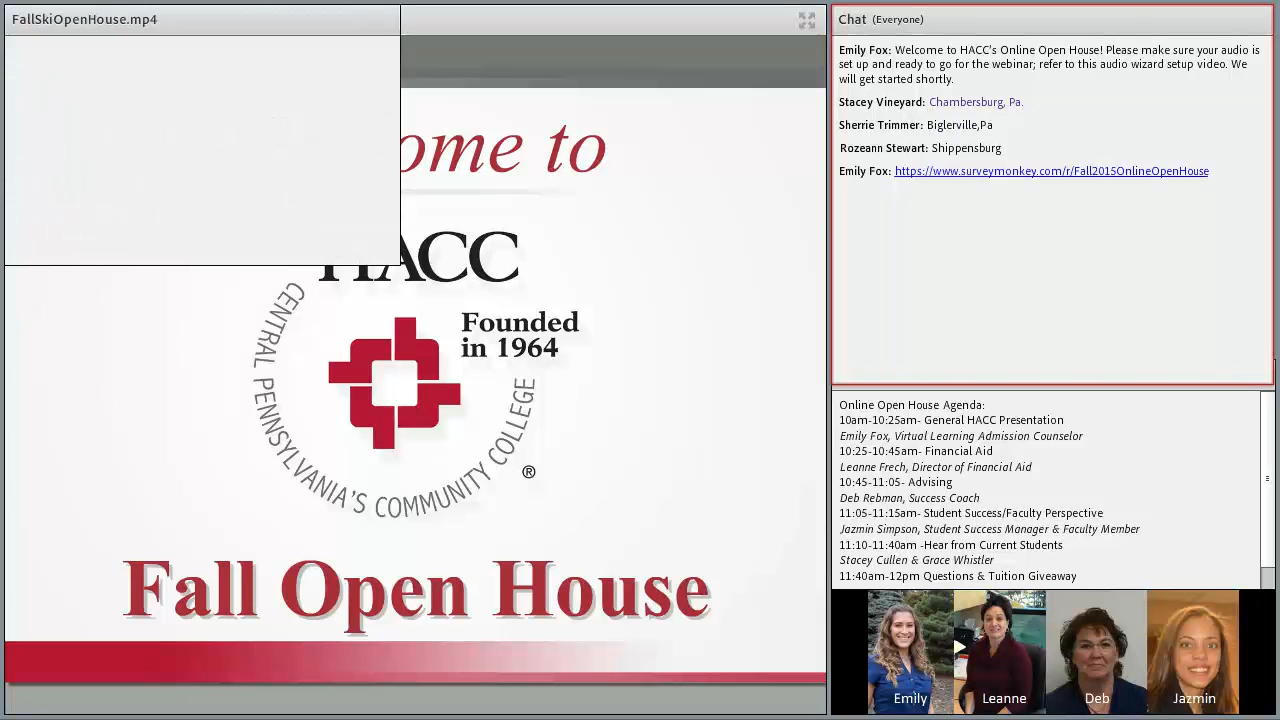 FallSkiOpenHouse.mp4
ome to
HACC
Founded
in 1964
CENTRAL PENNSYLVANIA'S COMMUNITY COLLEGE
®
Fall Open House
Chat (Everyone)
Emily Fox: Welcome to HACC's Online Open House! Please make sure your audio is
set up and ready to go for the webinar; refer to this audio wizard setup video. We
will get started shortly.
Stacey Vineyard: Chambersburg, Pa.
Sherrie Trimmer: Biglerville,Pa
Rozeann Stewart: Shippensburg
Emily Fox: https://www.surveymonkey.com/r/Fall2015OnlineOpenHouse
Online Open House Agenda:
10am-10:25am- General HACC Presentation
Emily Fox, Virtual Learning Admission Counselor
10:25-10:45am- Financial Aid
Leanne Frech, Director of Financial Aid
10:45-11:05- Advising
Deb Rebman, Success Coach
11:05-11:15am- Student Success/Faculty Perspective
Jazmin Simpson, Student Success Manager & Faculty Member
11:10-11:40am -Hear from Current Students
Stacey Cullen & Grace Whistler
11:40am-12pm Questions & Tuition Giveaway
Emily
Leanne
Deb
Jazmin